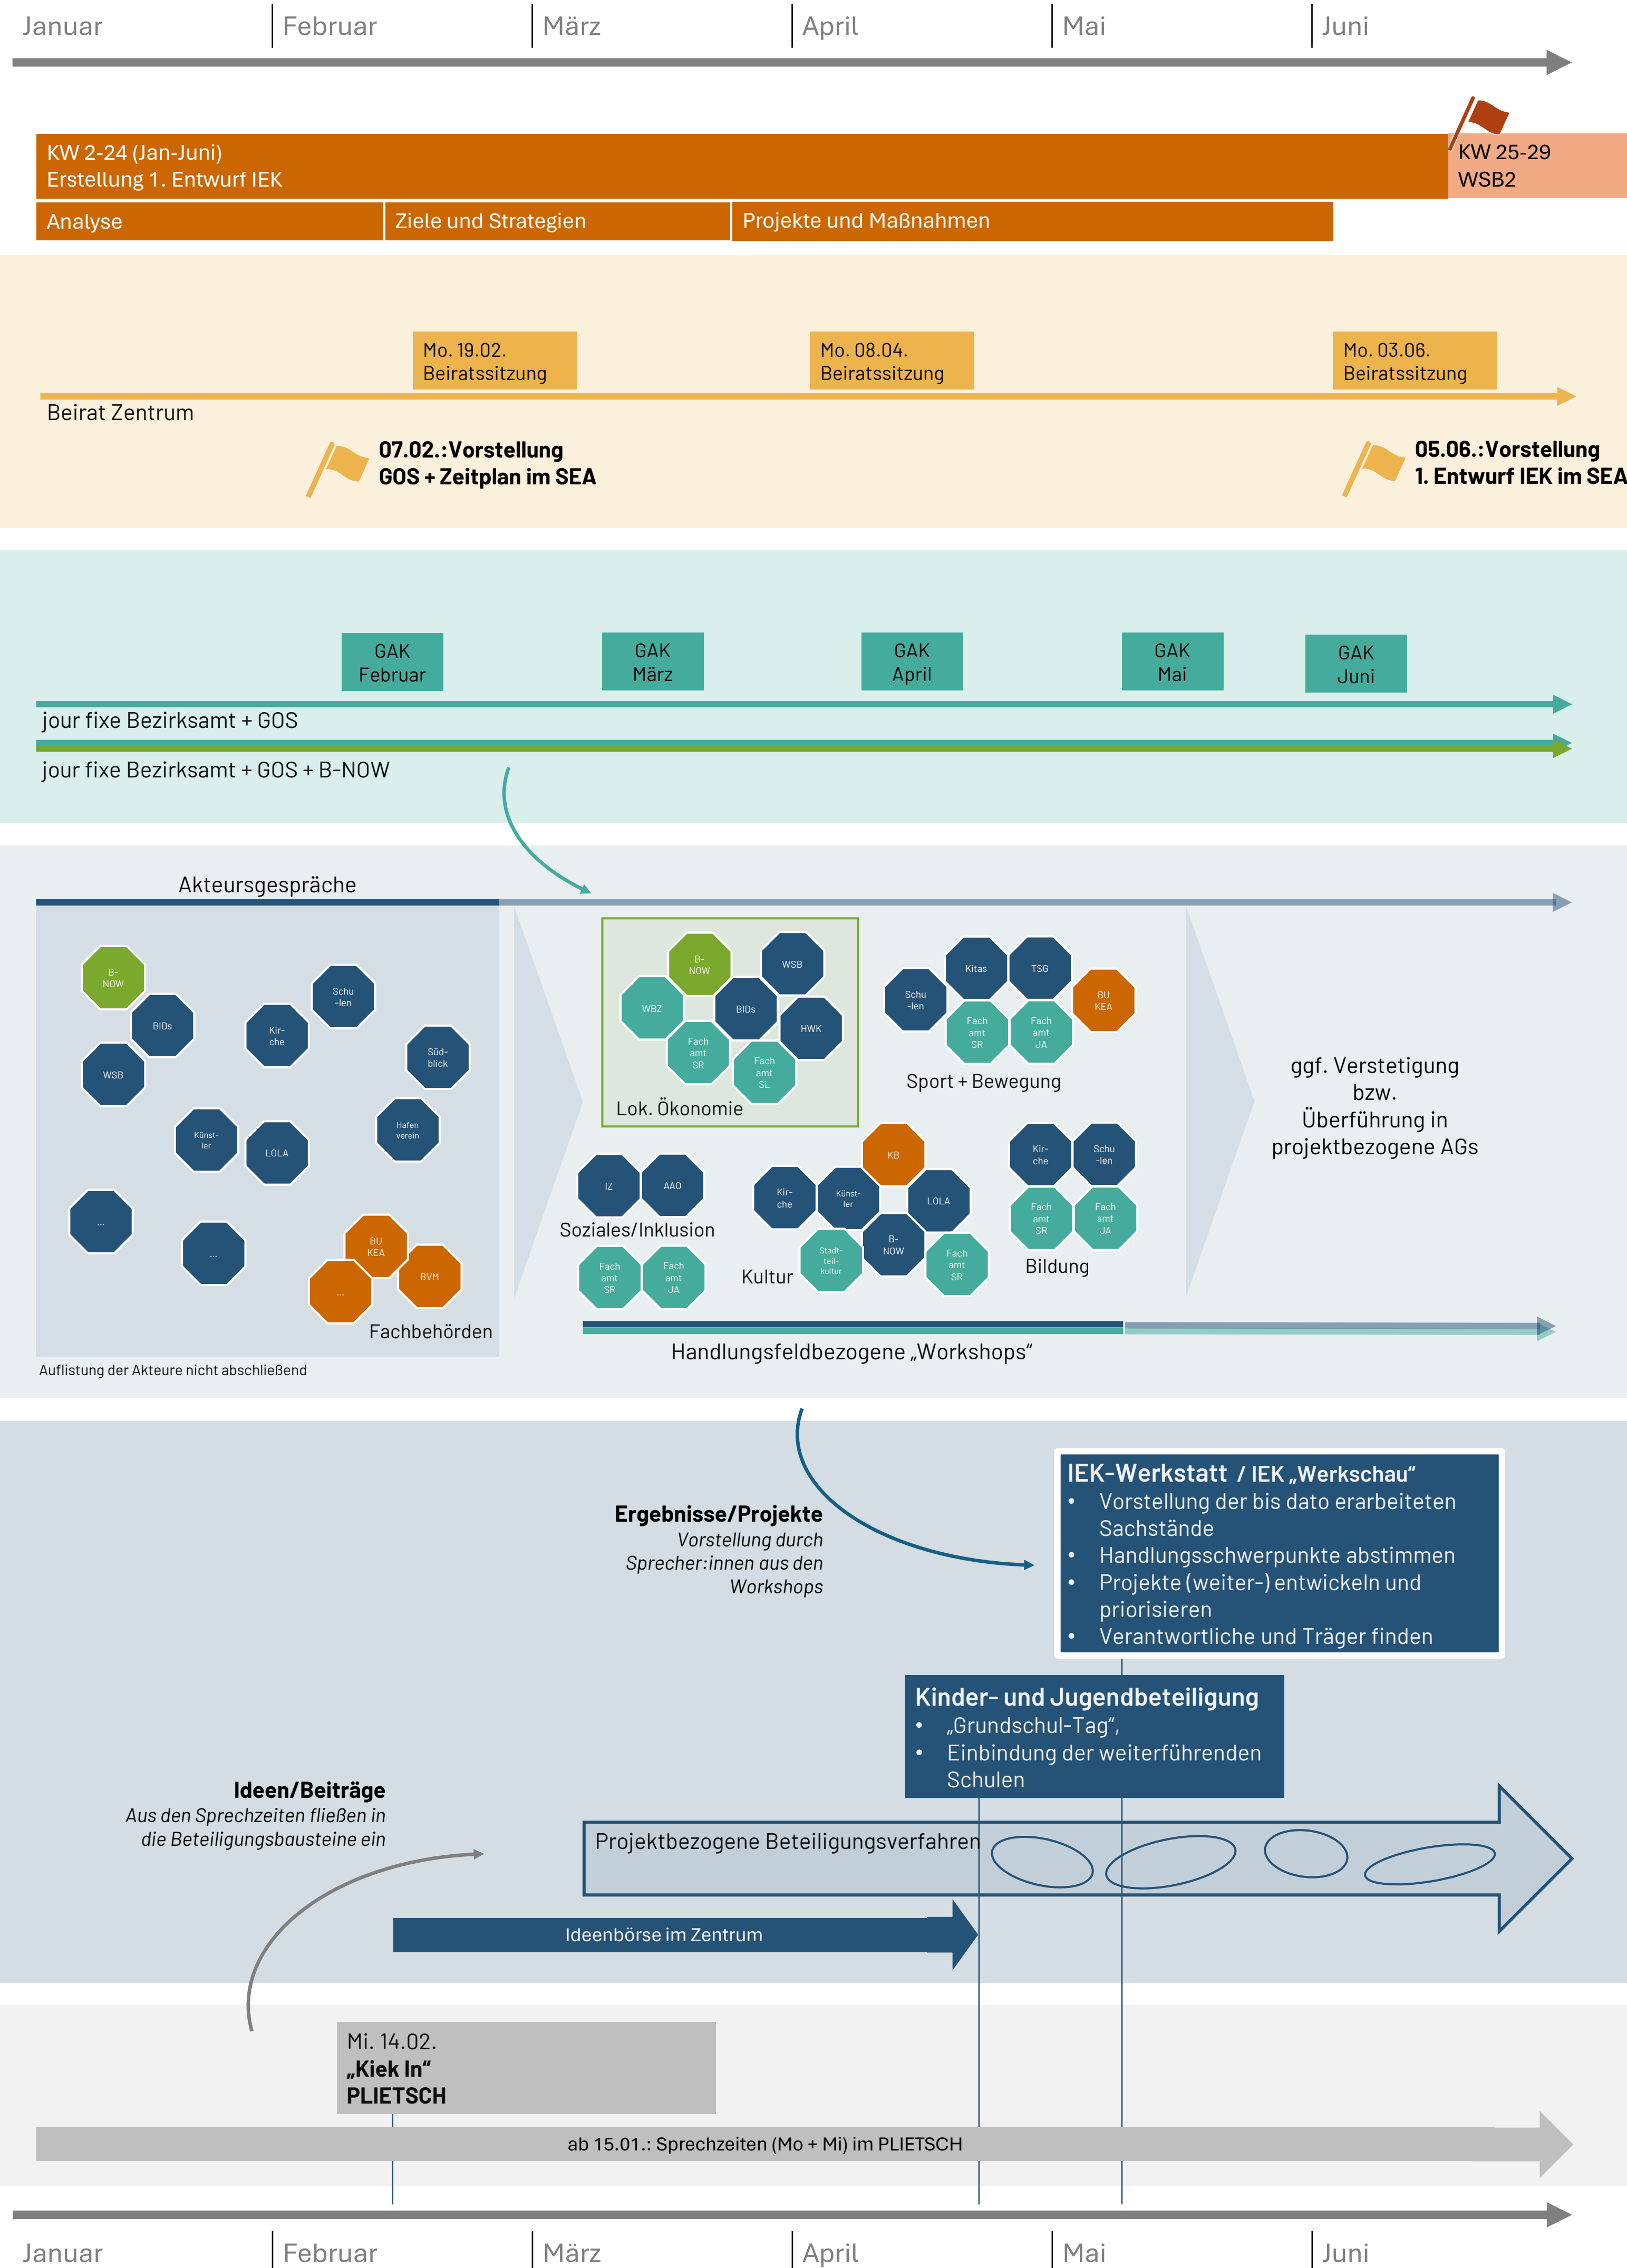 Januar
Februar
März
April
Mai
Juni
KW 2-24 (Jan-Juni)
Erstellung 1. Entwurf IEK
KW 25-29
WSB2
Analyse
Ziele und Strategien
Projekte und Maßnahmen
Mo. 19.02.
Beiratssitzung
Mo. 08.04.
Beiratssitzung
Mo. 03.06.
Beiratssitzung
Beirat Zentrum
07.02.:Vorstellung
GOS + Zeitplan im SEA
05.06.:Vorstellung
1. Entwurf IEK im SEA
GAK
Februar
GAK
März
GAK
April
GAK
Mai
GAK
Juni
jour fixe Bezirksamt + GOS
jour fixe Bezirksamt + GOS + B-NOW
Akteursgespräche
B-
NOW
BIDs
WSB
Kir-
che
Schu
-len
Süd-
blick
Künst-
ler
LOLA
Hafen
verein
...
...
BU
KEA
BVM
...
Fachbehörden
Auflistung der Akteure nicht abschließend
B-
NOW
WSB
WBZ
BIDs
HWK
Fach
amt
SR
Fach
amt
SL
Lok. Ökonomie
Schu
-len
Kitas
TSG
BU
KEA
Fach
amt
SR
Fach
amt
JA
Sport + Bewegung
IZ
AAO
Soziales/Inklusion
Fach
amt
SR
Fach
amt
JA
KB
Kir-
che
Künst-
ler
LOLA
B-
NOW
Stadt-
teil-
kultur
Fach
amt
SR
Kultur
Kir-
che
Schu
-len
Fach
amt
SR
Fach
amt
JA
Bildung
ggf. Verstetigung
bzw.
Überführung in
projektbezogene AGs
Handlungsfeldbezogene „Workshops“
Ergebnisse/Projekte
Vorstellung durch
Sprecher:innen aus den
Workshops
IEK-Werkstatt / IEK „Werkschau“
• Vorstellung der bis dato erarbeiteten
Sachstände
• Handlungsschwerpunkte abstimmen
• Projekte (weiter-) entwickeln und
priorisieren
• Verantwortliche und Träger finden
Kinder- und Jugendbeteiligung
• „Grundschul-Tag“,
• Einbindung der weiterführenden
Schulen
Ideen/Beiträge
Aus den Sprechzeiten fließen in
die Beteiligungsbausteine ein
Projektbezogene Beteiligungsverfahren
Ideenbörse im Zentrum
Mi. 14.02.
„Kiek In“
PLIETSCH
ab 15.01.: Sprechzeiten (Mo + Mi) im PLIETSCH
Januar
Februar
März
April
Mai
Juni